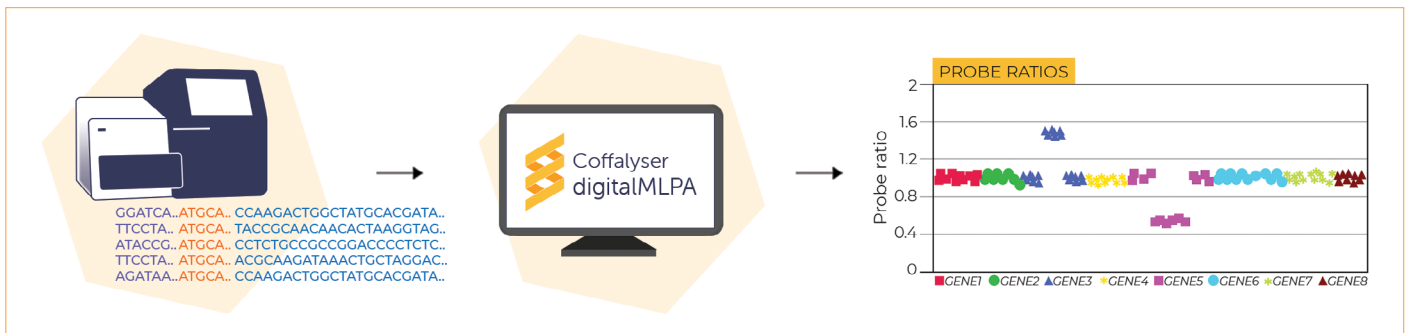 GGATCA..ATGCA.. CCAAGACTGGCTATGCACGATA..
TTCCTA.. ATGCA.. TACCGCAACAACACTAAGGTAG..
ATACCG..ATGCA.. CCTCTGCCGCCGGACCCCTCTC..
TTCCTA.. ATGCA.. ACGCAAGATAAACTGCTAGGAC..
AGATAA..ATGCA.. CCAAGACTGGCTATGCACGATA..
Coffalyser
digitalMLPA
PROBE RATIOS
Probe ratio
2
1.6
1.2
0.8
0.4
0
GENE1 GENE2 GENE3 GENE4 GENE5 GENE6 GENE7 GENE8